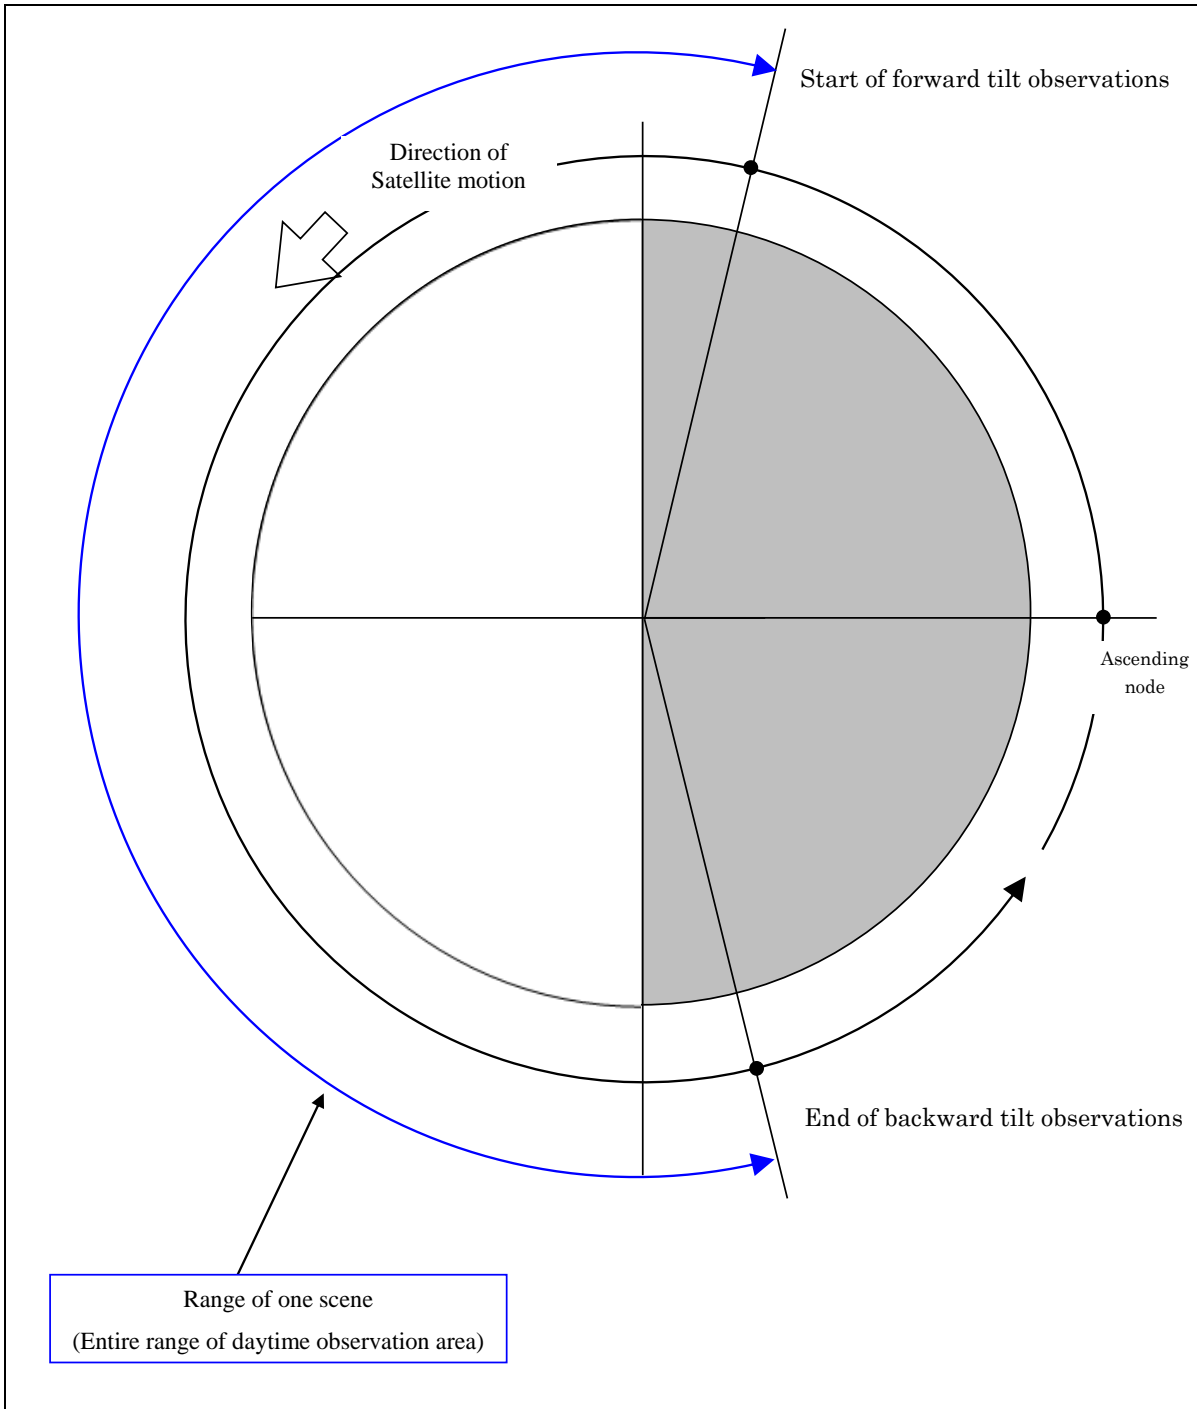 Start of forward tilt observations
Direction of
Satellite motion
Ascending
node
End of backward tilt observations
Range of one scene
(Entire range of daytime observation area)